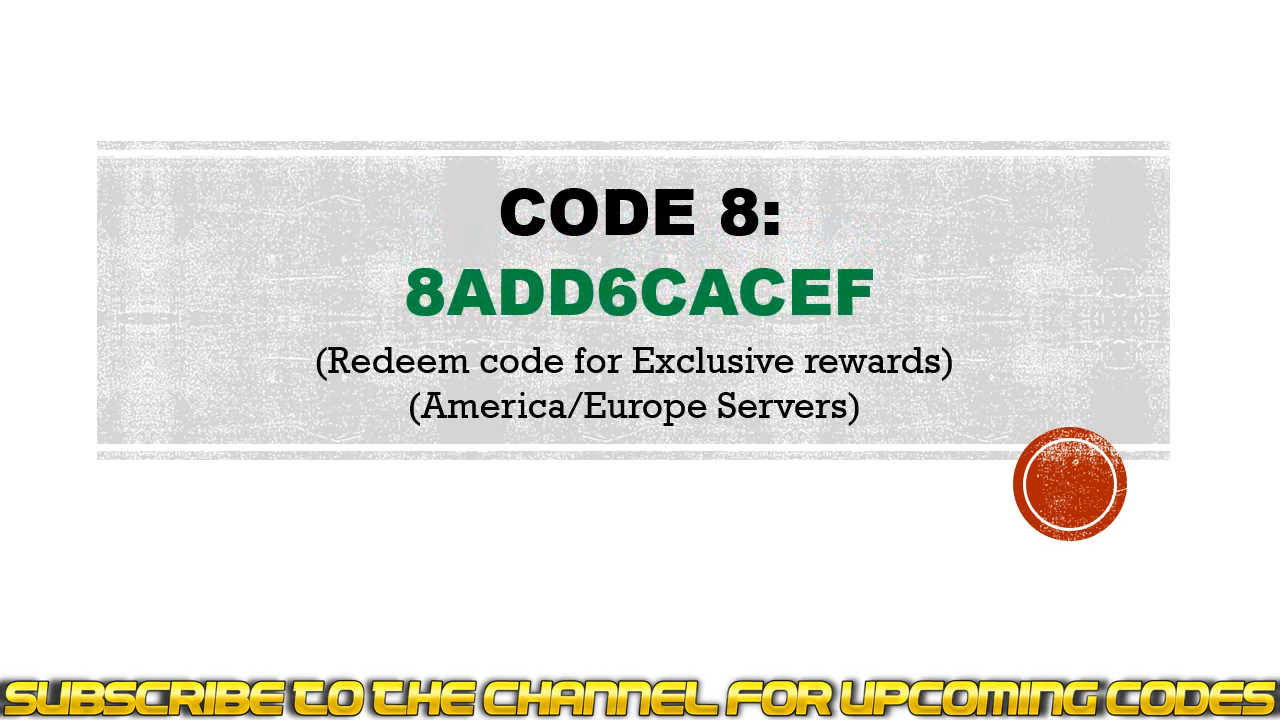 CODE 8:
8ADD6CACEF
(Redeem code for Exclusive rewards)
(America/Europe Servers)
SUBSCRIBE TO THE CHANNEL FOR UPCOMING CODES